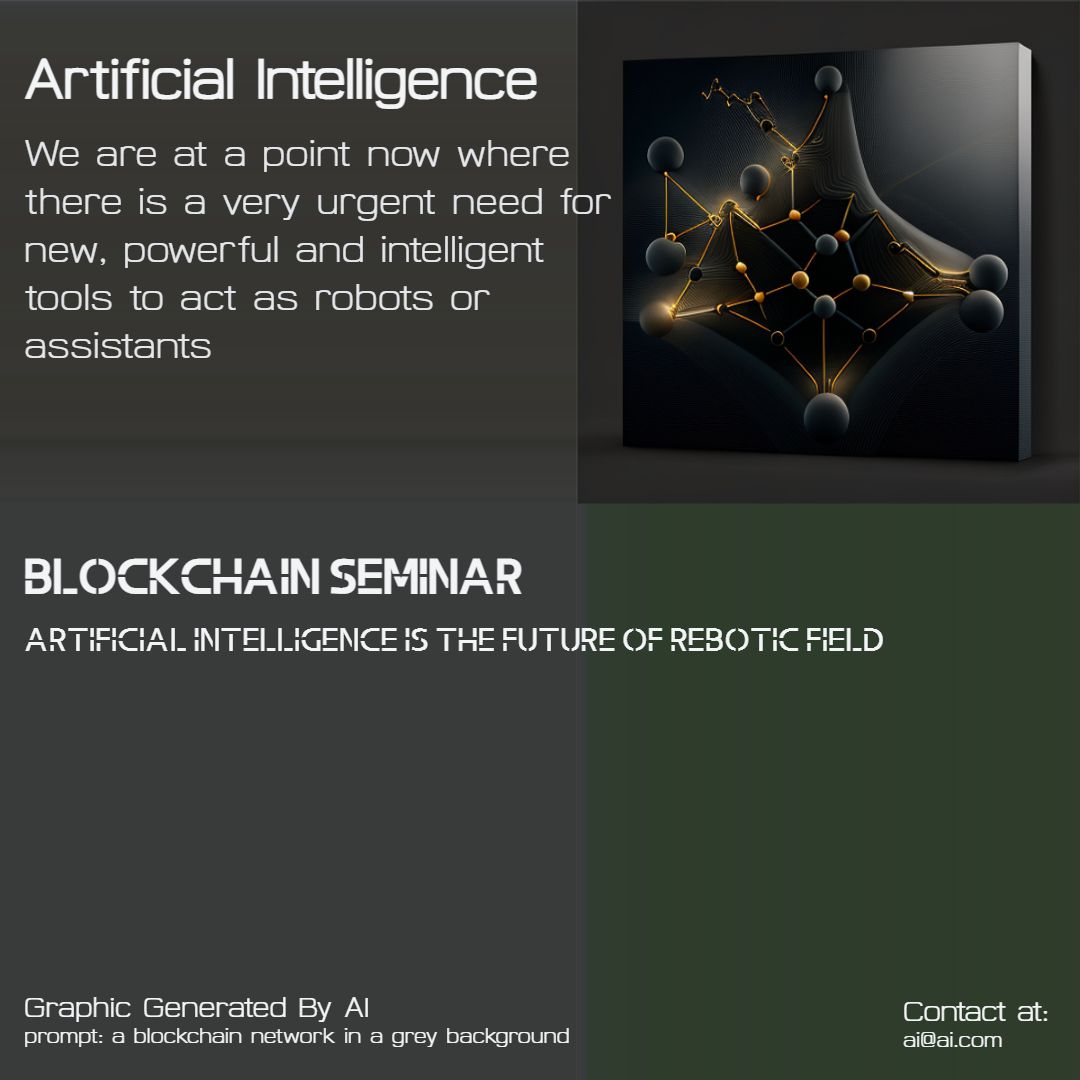 Artificial Intelligence
We are at a point now where
there is a very urgent need for
new, powerful and intelligent
tools to act as robots or
assistants
BLOCKCHAIN SEMINAR
ARTIFICIAL INTELLIGENCE IS THE FUTURE OF REBOTIC FIELD
Graphic Generated By AI
prompt: a blockchain network in a grey background
Contact at:
ai@ai.com